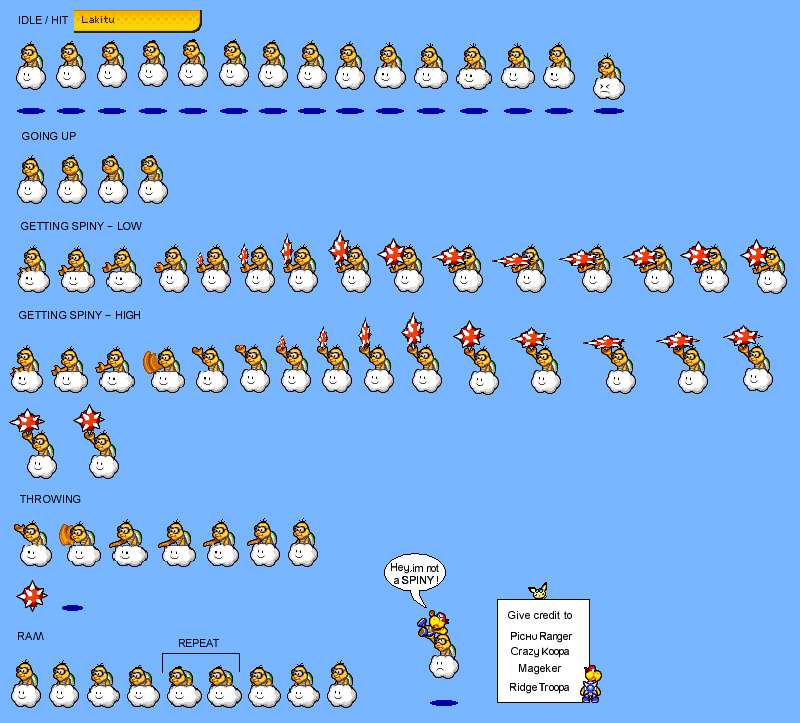 IDLE / HIT Lakitu
GOING UP
GETTING SPINY – LOW
GETTING SPINY – HIGH
THROWING
Hey.im not
a SPINY !
Give credit to
Pichu Ranger
Crazy Koopa
Mageker
Ridge Troopa
RAM
REPEAT